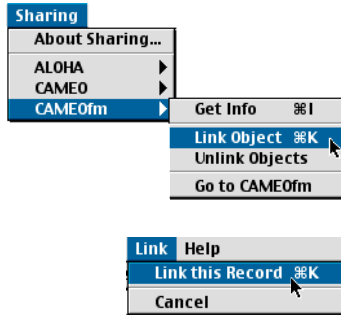 Sharing
About Sharing...
ALOHA
CAMEO
CAMEOfm
Get Info ⌘I
Link Object ⌘K
Unlink Objects
Go to CAMEOfm
Link Help
Link this Record ⌘K
Cancel